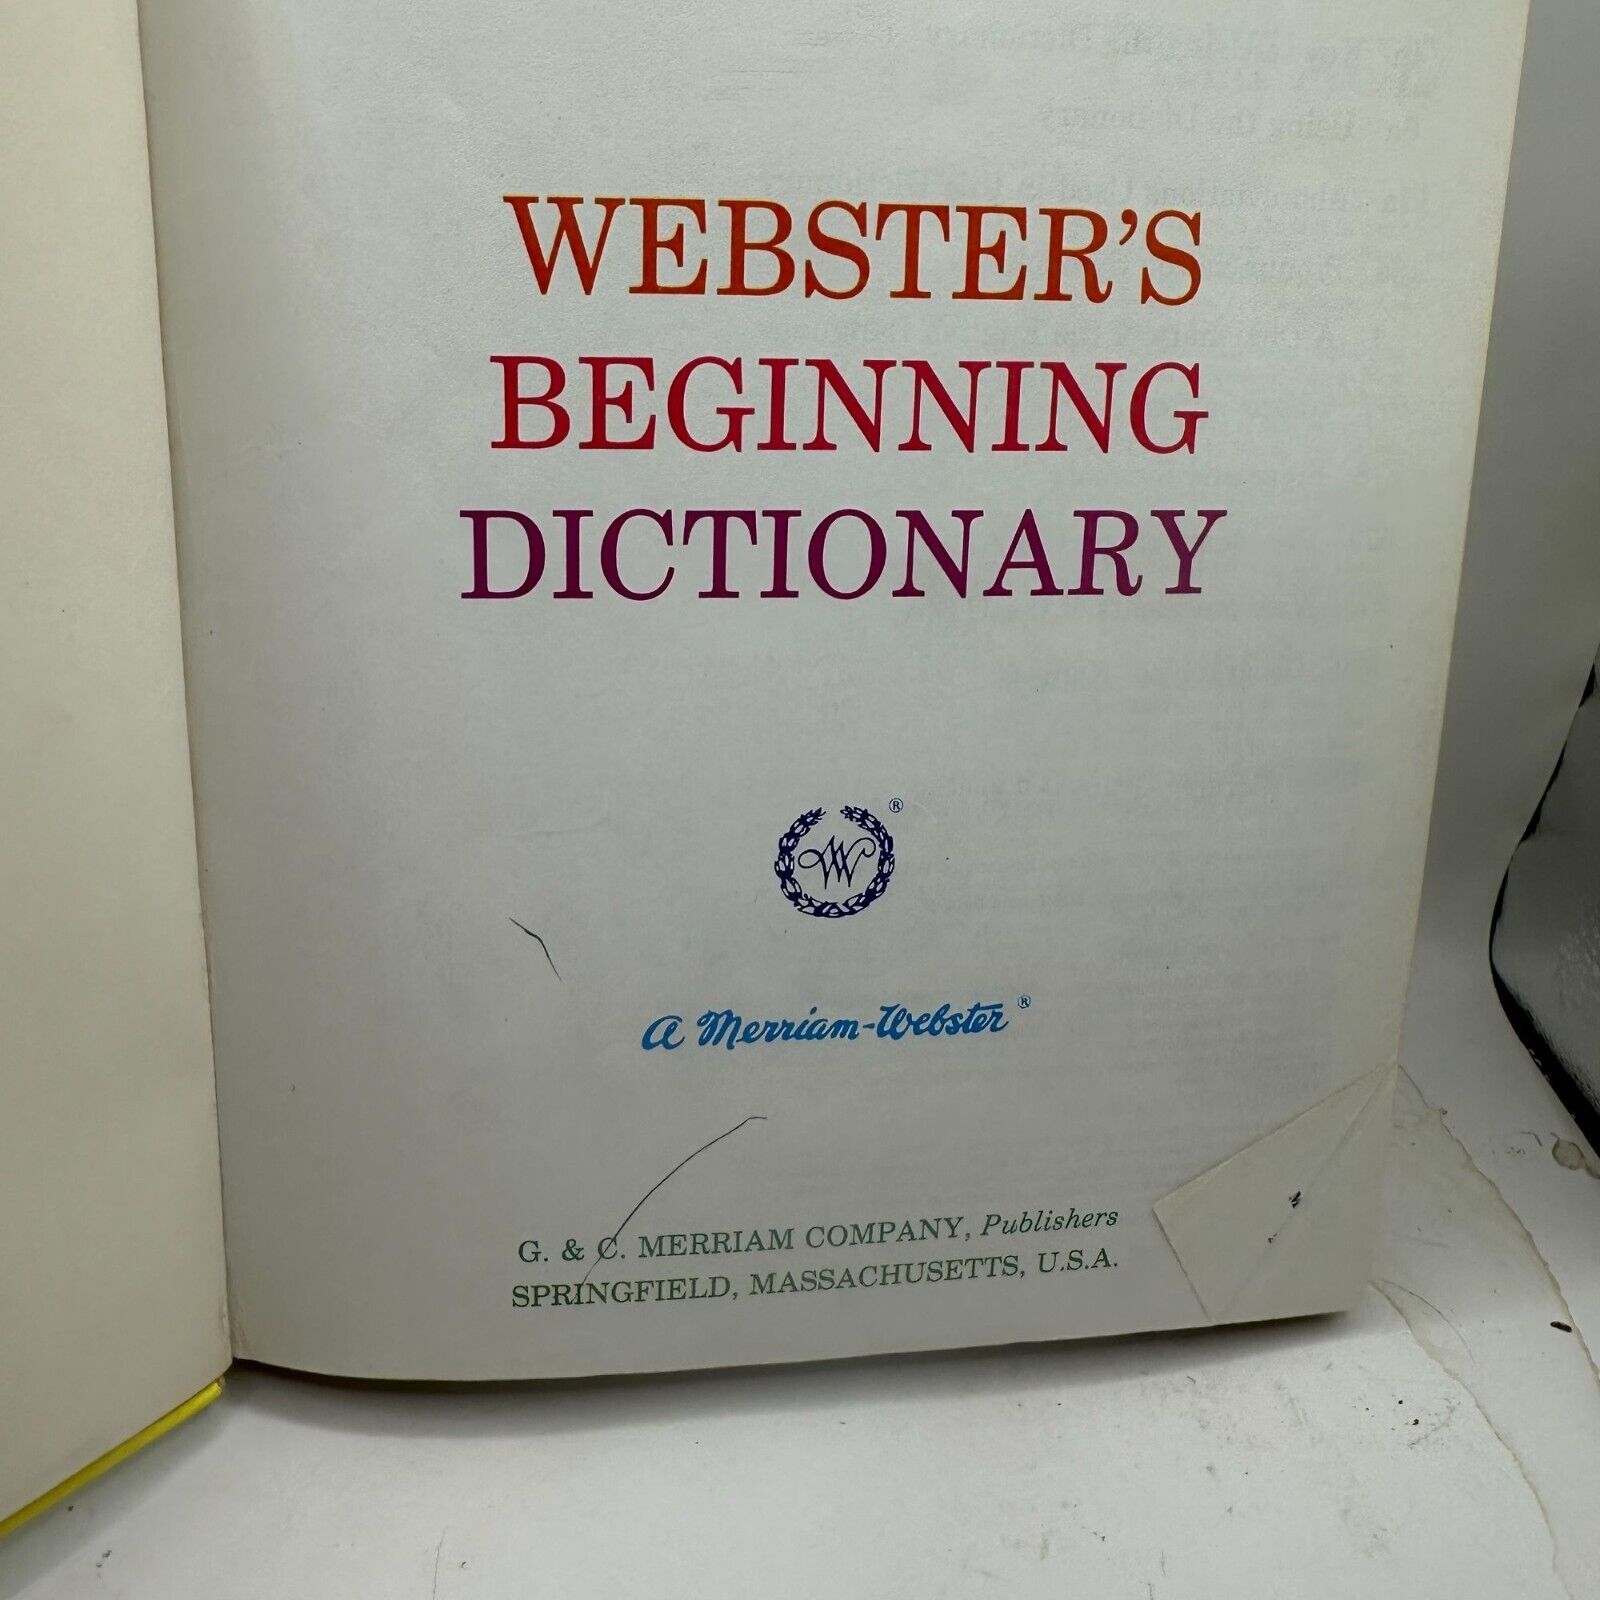 WEBSTER'S
BEGINNING
DICTIONARY
W ®
A Merriam-Webster ®
G. & C. MERRIAM COMPANY, Publishers
SPRINGFIELD, MASSACHUSETTS, U.S.A.